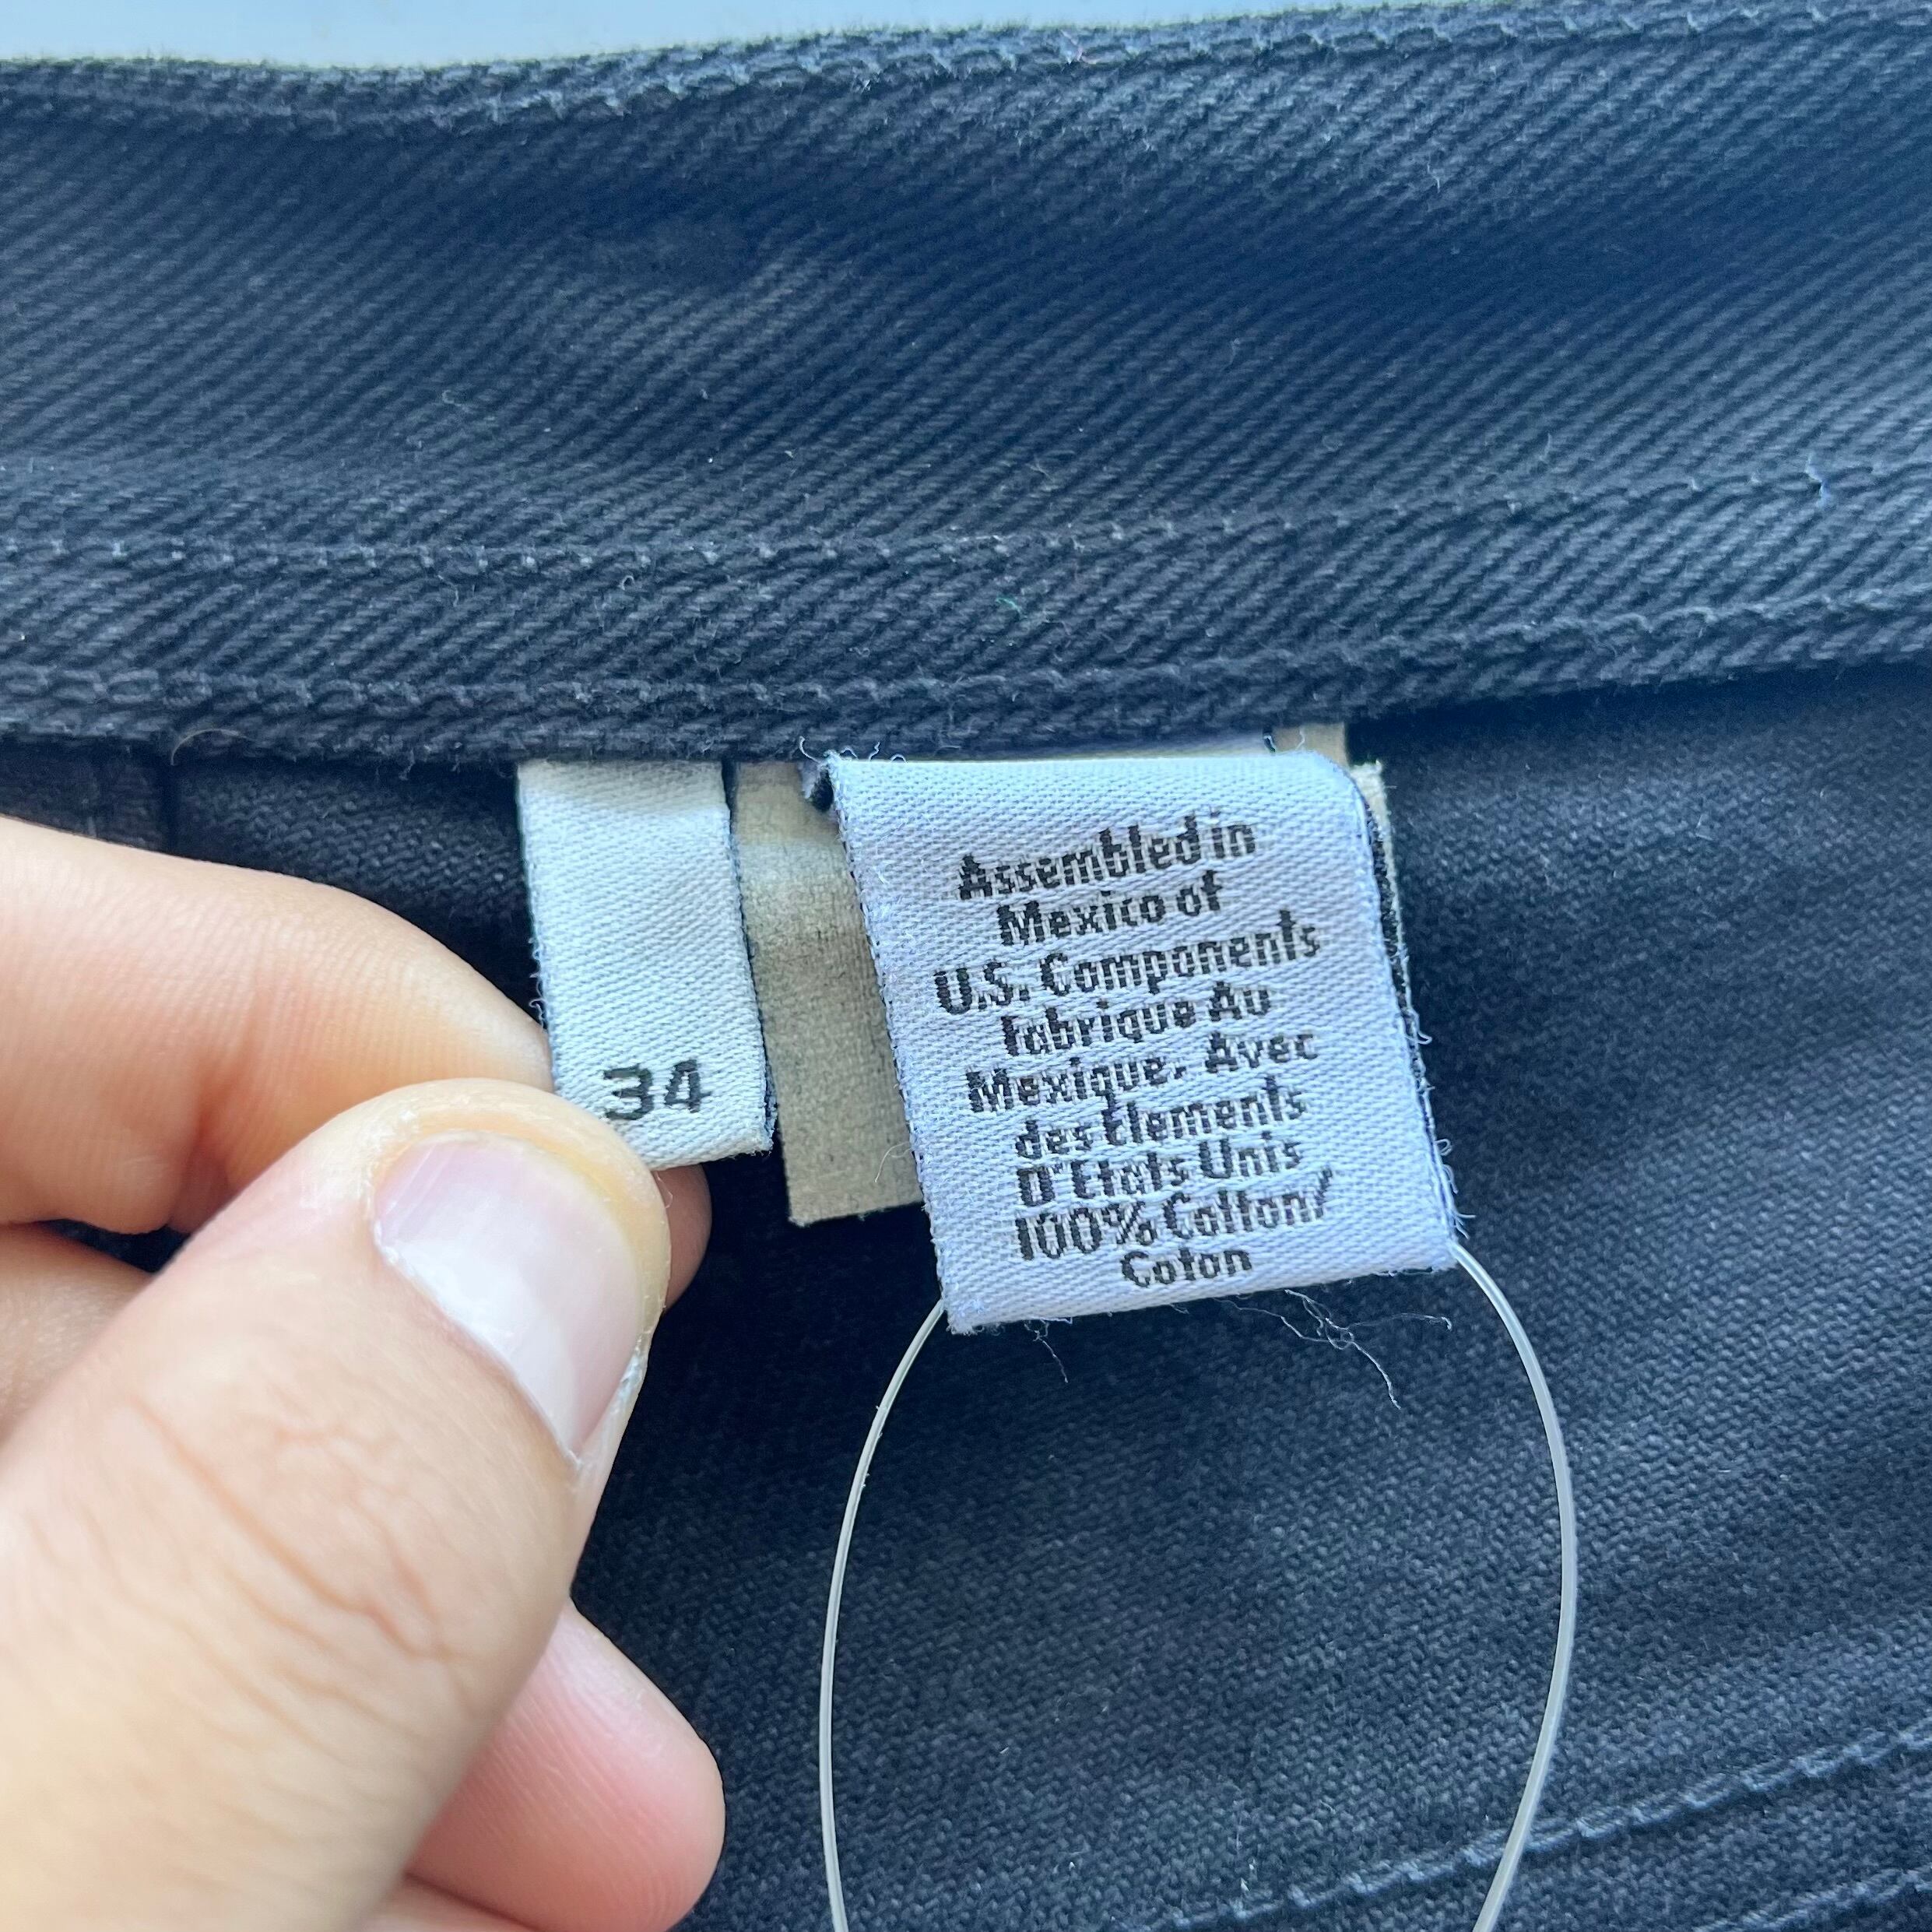 34
Assembled in
Mexico of
U.S. Components
fabrique Au
Mexique. Avec
des Elements
D'Etats Unis
100% Cotton/
Coton